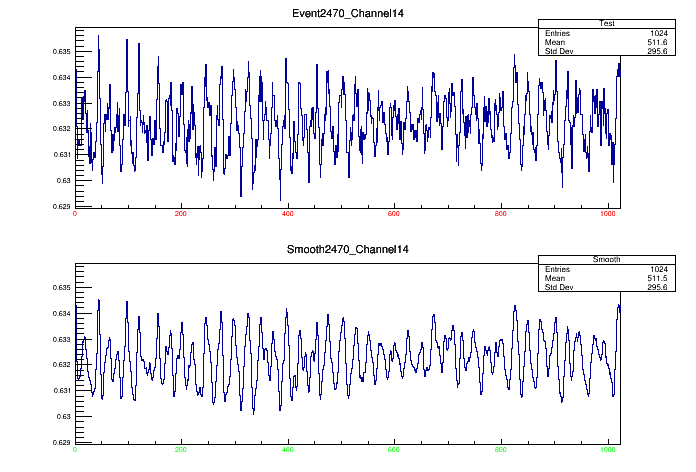 Event2470_Channel14
Test
Entries 1024
Mean 511.6
Std Dev 295.6
0.635
0.634
0.633
0.632
0.631
0.63
0.629
0 200 400 600 800 1000
Smooth2470_Channel14
Smooth
Entries 1024
Mean 511.5
Std Dev 295.6
0.635
0.634
0.633
0.632
0.631
0.63
0.629
0 200 400 600 800 1000